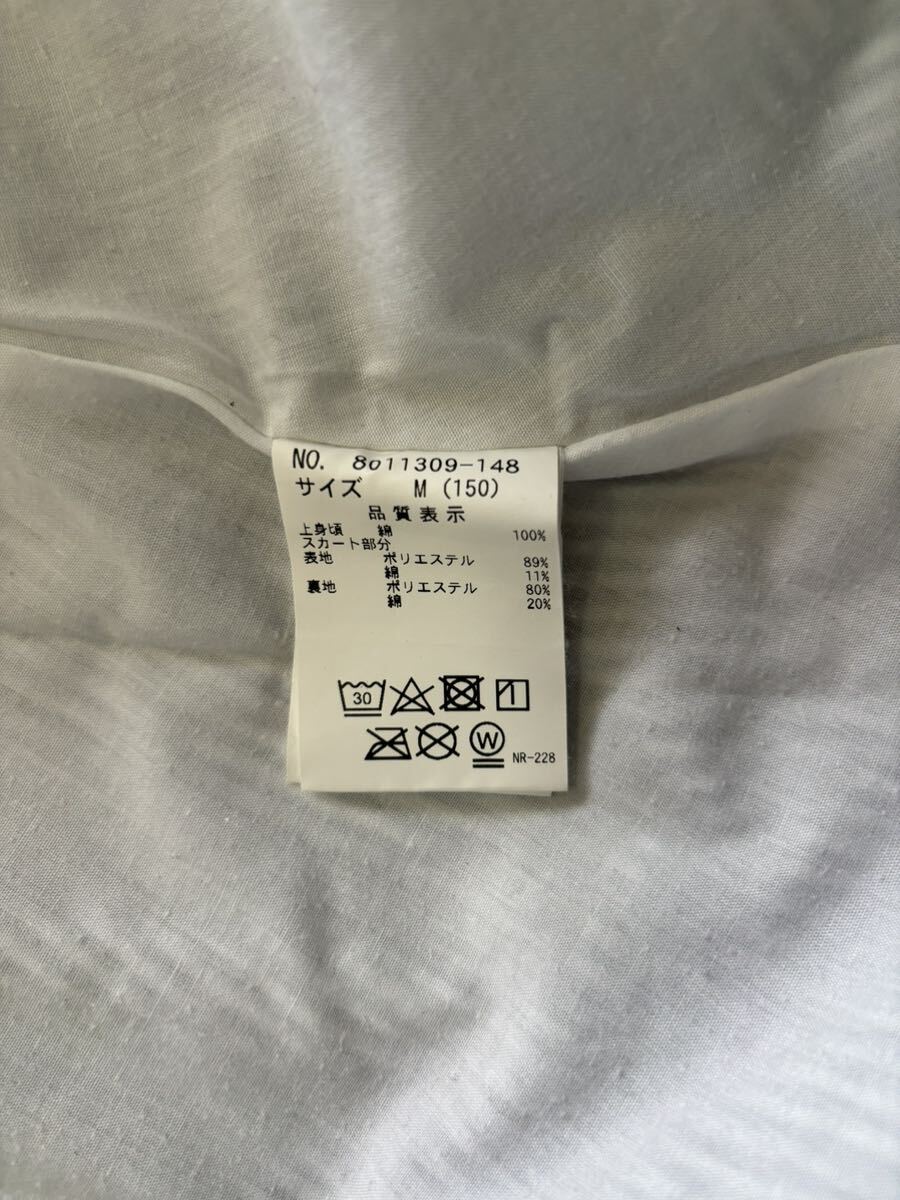 NO. 8011309-148
サイズ M (150)
品質表示
上身頃 綿 100%
スカート部分
表地 ポリエステル 89%
綿 11%
裏地 ポリエステル 80%
綿 20%
30
W NR-228